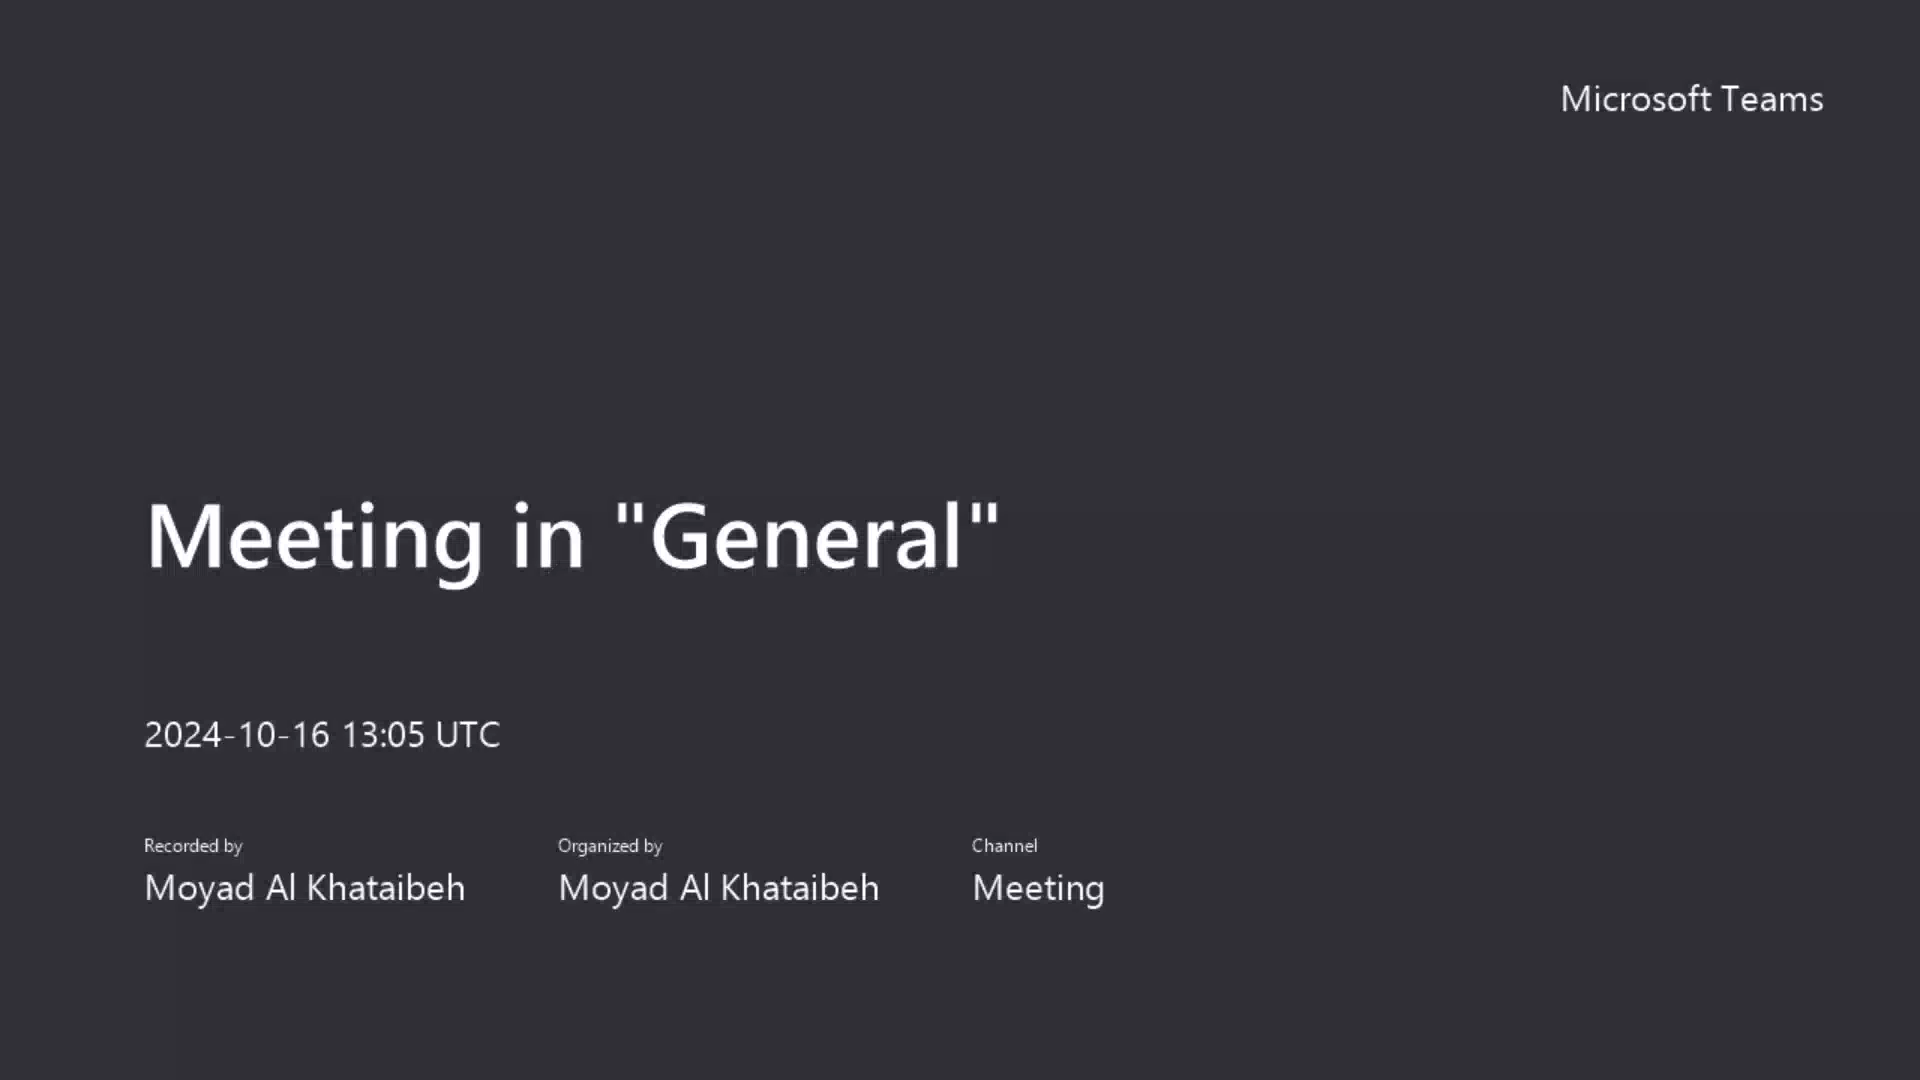 Microsoft Teams
Meeting in "General"
2024-10-16 13:05 UTC
Recorded by
Moyad Al Khataibeh
Organized by
Moyad Al Khataibeh
Channel
Meeting